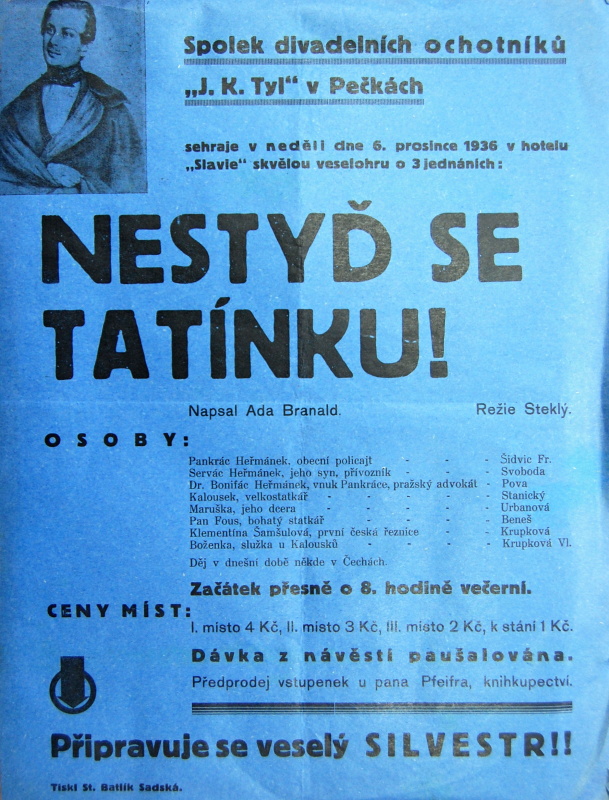 Spolek divadelních ochotníků
„J. K. Tyl“ v Pečkách
sehraje v neděli dne 6. prosince 1936 v hotelu
„Slavie“ skvělou veselohru o 3 jednáních:
NESTYĎ SE
TATÍNKU!
Napsal Ada Branald. Režie Steklý.
OSOBY:
Pankrác Heřmánek, obecní policajt - - - - Šidvic Fr.
Servác Heřmánek, jeho syn, přívozník - - - Svoboda
Dr. Bonifác Heřmánek, vnuk Pankráce, pražský advokát - Pova
Kalousek, velkostatkář - - - - - Stanický
Maruška, jeho dcera - - - - - Urbanová
Pan Fous, bohatý statkář - - - - - Beneš
Klementína Šamšulová, první česká řeznice - - - Krupková
Boženka, služka u Kalousků - - - - Krupková Vl.
Děj v dnešní době někde v Čechách.
Začátek přesně o 8. hodině večerní.
CENY MÍST:
I. místo 4 Kč, II. místo 3 Kč, III. místo 2 Kč, k stání 1 Kč.
Dávka z návěstí paušalována.
Předprodej vstupenek u pana Pfeifra, knihkupectví.
Připravuje se veselý SILVESTR!!
Tiskl St. Batlík Sadská.